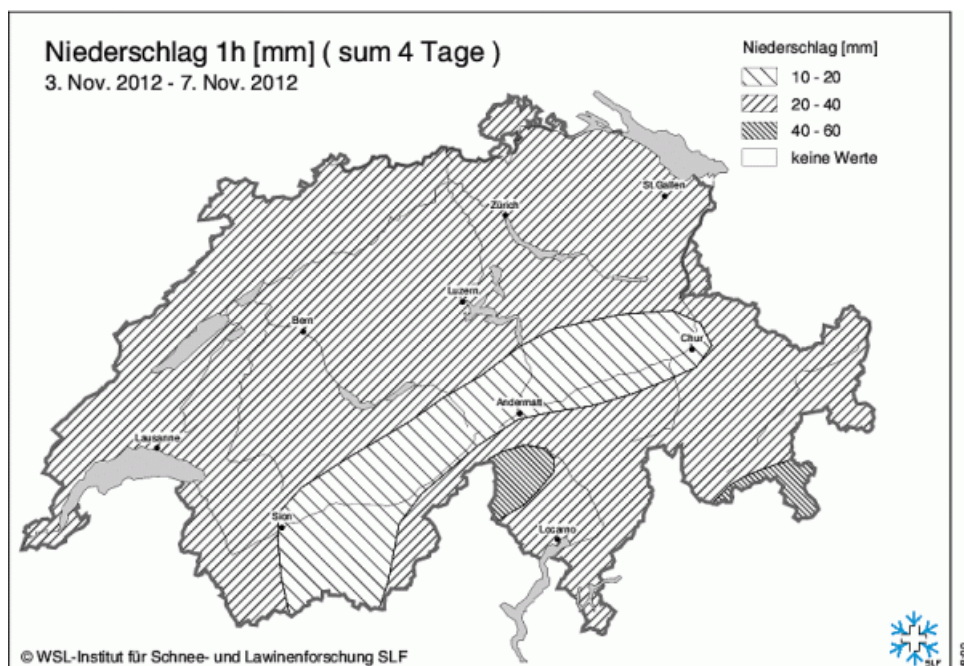 Niederschlag 1h [mm] ( sum 4 Tage )
3. Nov. 2012 - 7. Nov. 2012
Niederschlag [mm]
10 - 20
20 - 40
40 - 60
keine Werte
St.Gallen
Zürich
Luzern
Bern
Chur
Andermatt
Lausanne
Sion
Locarno
© WSL-Institut für Schnee- und Lawinenforschung SLF
SLF